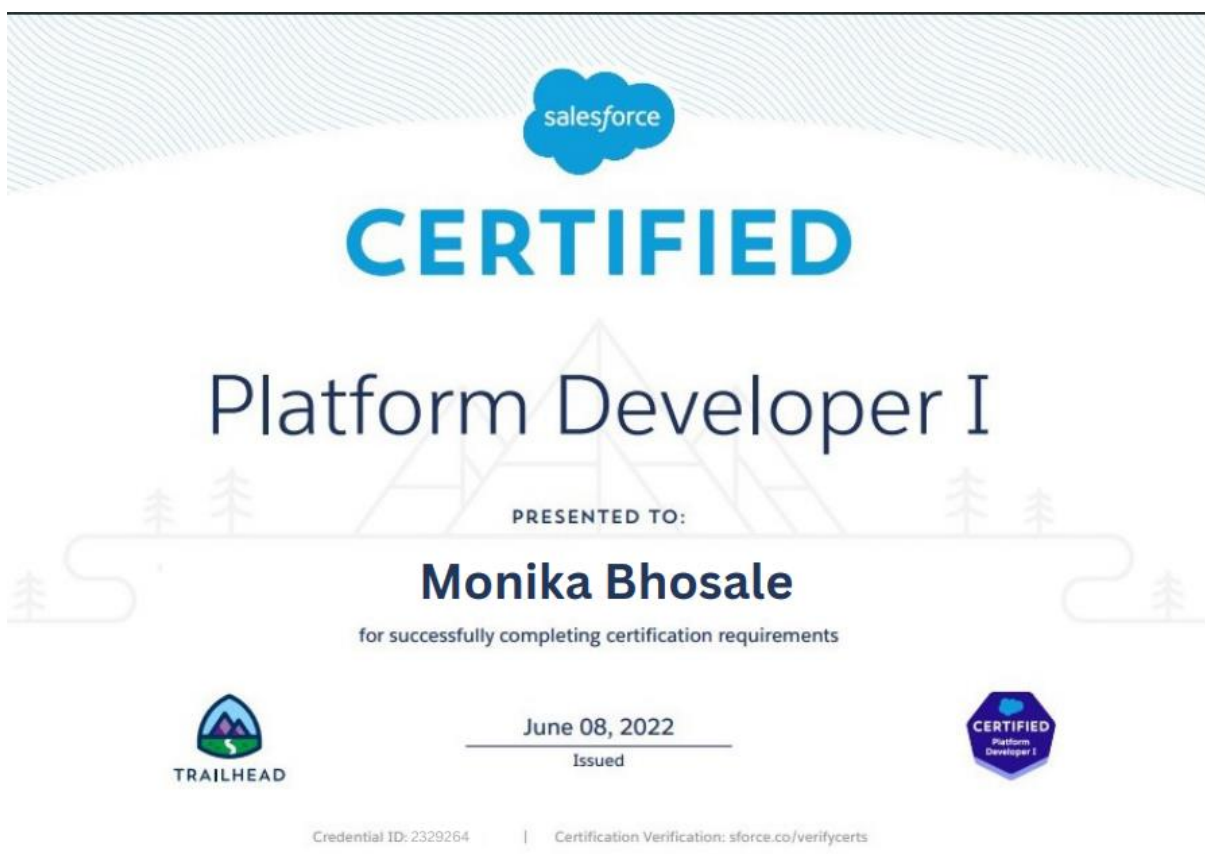 salesforce
CERTIFIED
Platform Developer I
PRESENTED TO:
Monika Bhosale
for successfully completing certification requirements
June 08, 2022
Issued
TRAILHEAD
CERTIFIED
Platform
Developer I
Credential ID: 2329264 | Certification Verification: sforce.co/verifycerts